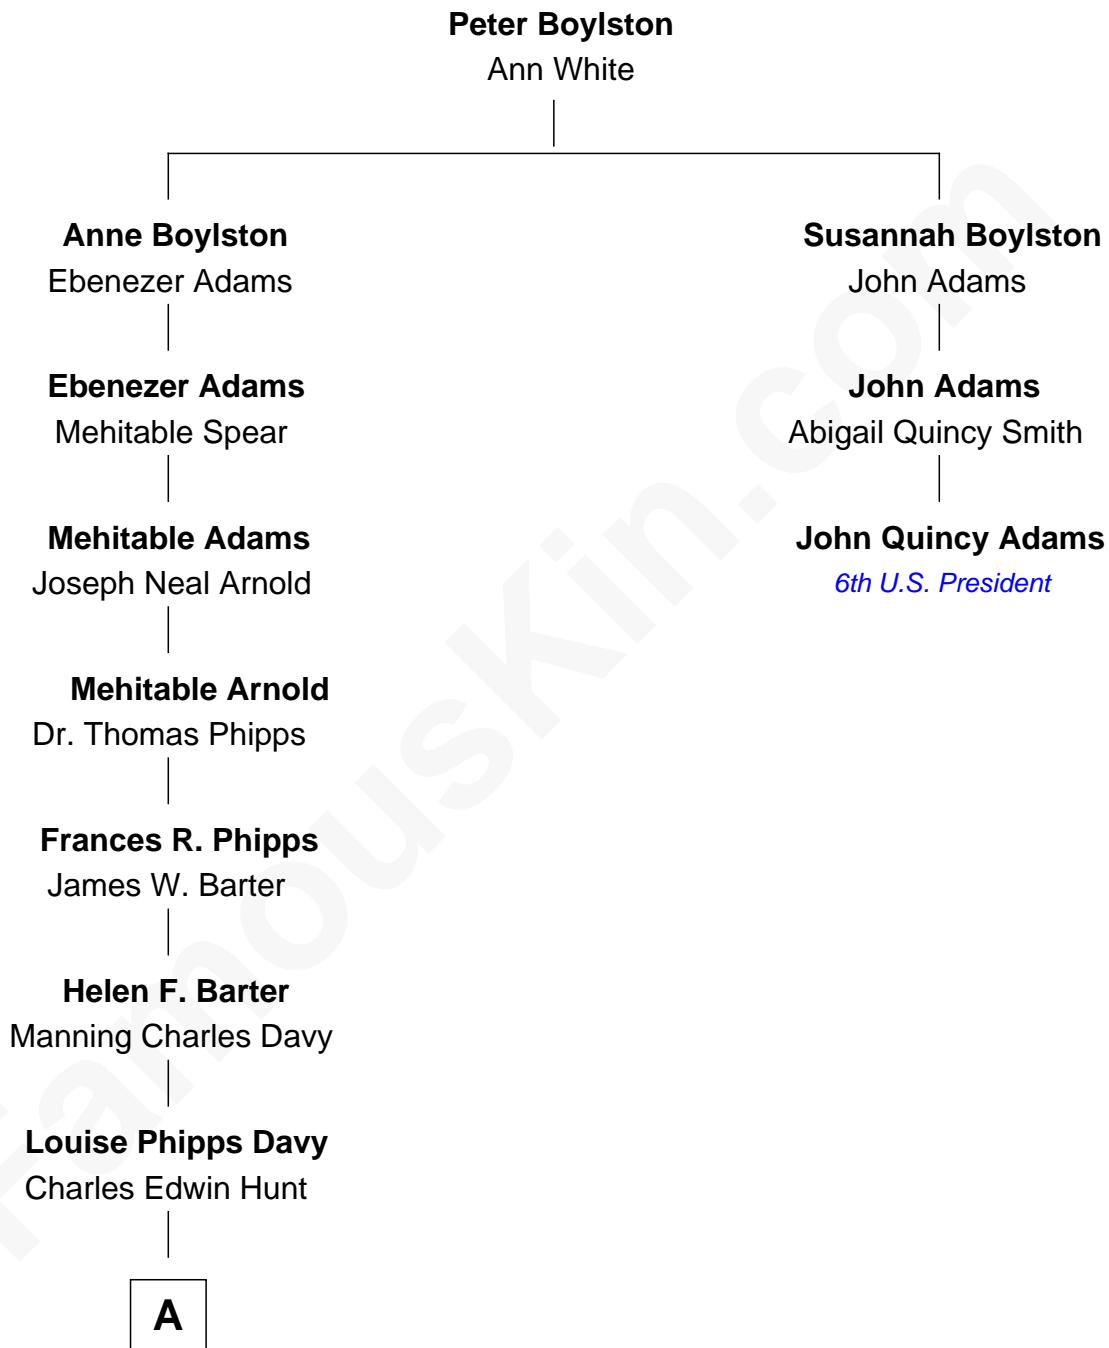 Peter Boylston
Ann White
Anne Boylston
Ebenezer Adams
Susannah Boylston
John Adams
Ebenezer Adams
Mehitable Spear
John Adams
Abigail Quincy Smith
Mehitable Adams
Joseph Neal Arnold
John Quincy Adams
6th U.S. President
Mehitable Arnold
Dr. Thomas Phipps
Frances R. Phipps
James W. Barter
Helen F. Barter
Manning Charles Davy
Louise Phipps Davy
Charles Edwin Hunt
A
FamousKin.com